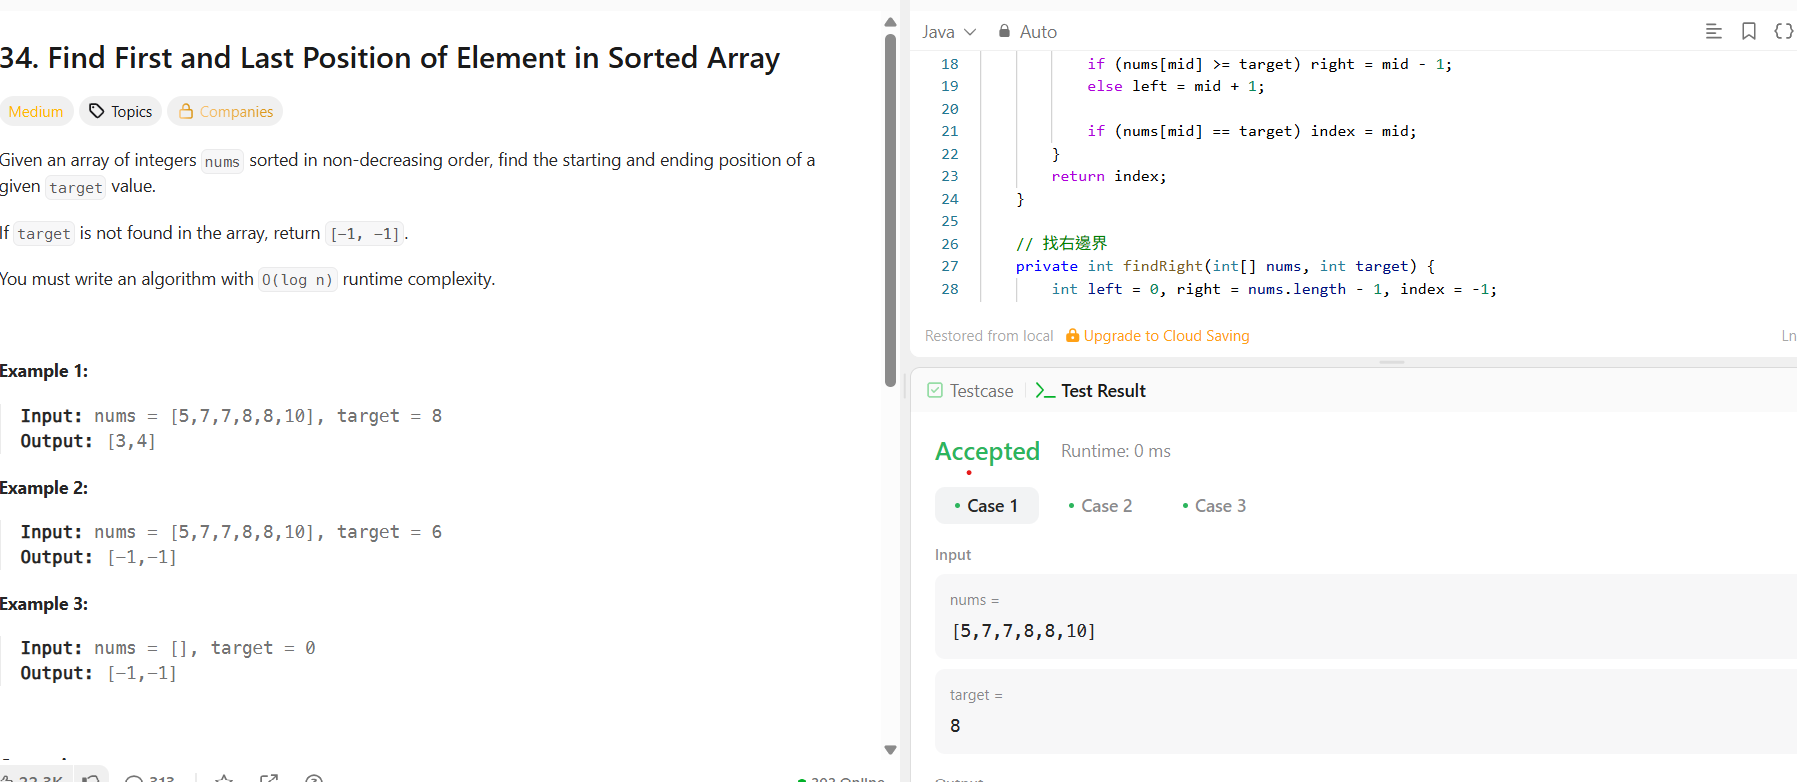 34. Find First and Last Position of Element in Sorted Array
Medium Topics Companies
Given an array of integers nums sorted in non-decreasing order, find the starting and ending position of a
given target value.
If target is not found in the array, return [-1, -1].
You must write an algorithm with O(log n) runtime complexity.
Example 1:
Input: nums = [5,7,7,8,8,10], target = 8
Output: [3,4]
Example 2:
Input: nums = [5,7,7,8,8,10], target = 6
Output: [-1,-1]
Example 3:
Input: nums = [], target = 0
Output: [-1,-1]
Java Auto
18 if (nums[mid] >= target) right = mid - 1;
19 else left = mid + 1;
20
21 if (nums[mid] == target) index = mid;
22 }
23 return index;
24 }
25
26 // 找右邊界
27 private int findRight(int[] nums, int target) {
28 int left = 0, right = nums.length - 1, index = -1;
Restored from local Upgrade to Cloud Saving Ln
Testcase Test Result
Accepted Runtime: 0 ms
Case 1 Case 2 Case 3
Input
nums =
[5,7,7,8,8,10]
target =
8